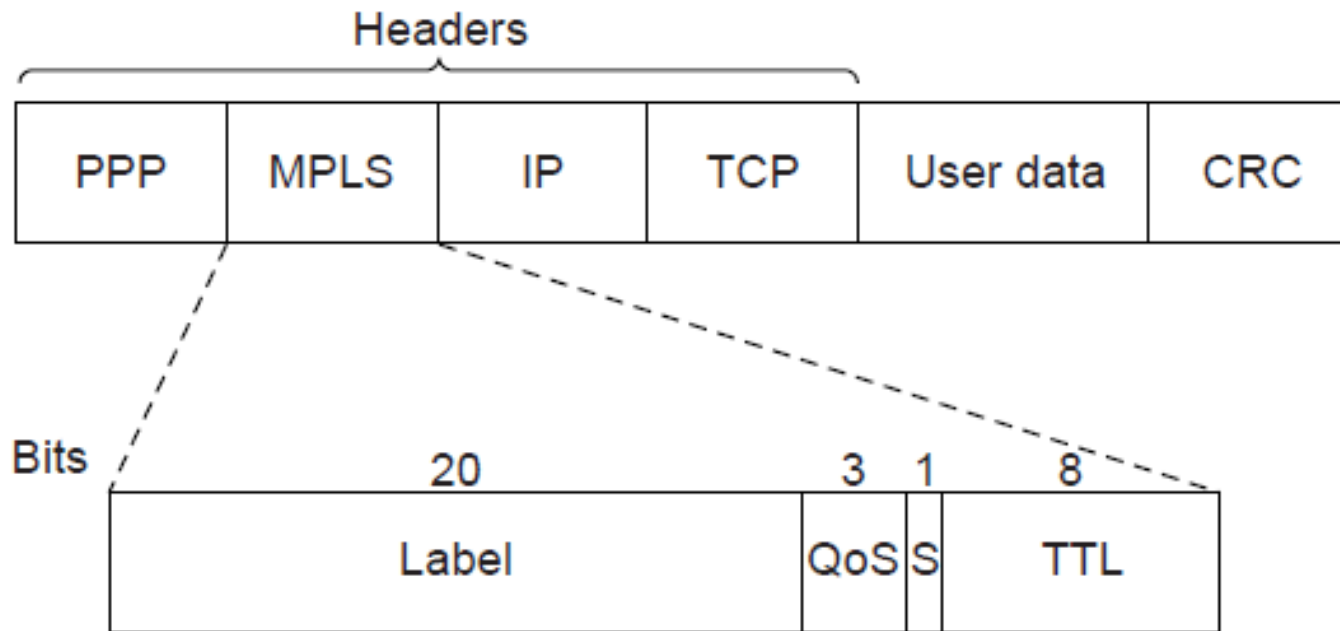 Headers
PPP MPLS IP TCP User data CRC
Bits 20 3 1 8
Label QoS S TTL